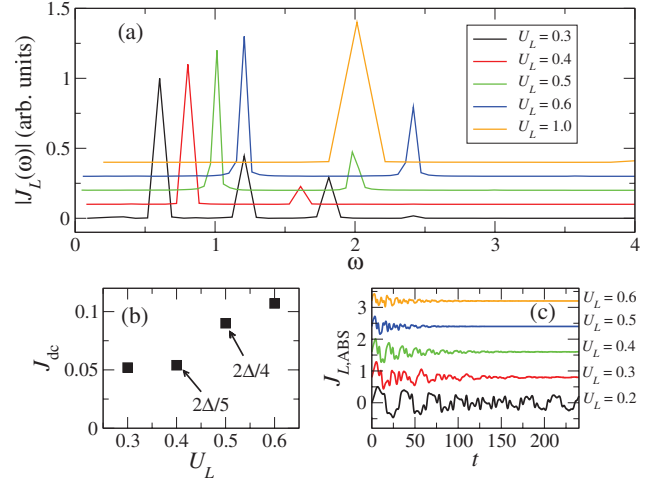 (a)
|J_L(ω)| (arb. units)
1.5
1
0.5
0
0 1 2 3 4
ω
U_L = 0.3
U_L = 0.4
U_L = 0.5
U_L = 0.6
U_L = 1.0
(b)
J_dc
0.1
0.05
0
2Δ/4
2Δ/5
0.3 0.4 0.5 0.6
U_L
(c)
J_L,ABS
3
2
1
0
U_L = 0.6
U_L = 0.5
U_L = 0.4
U_L = 0.3
U_L = 0.2
0 50 100 150 200
t